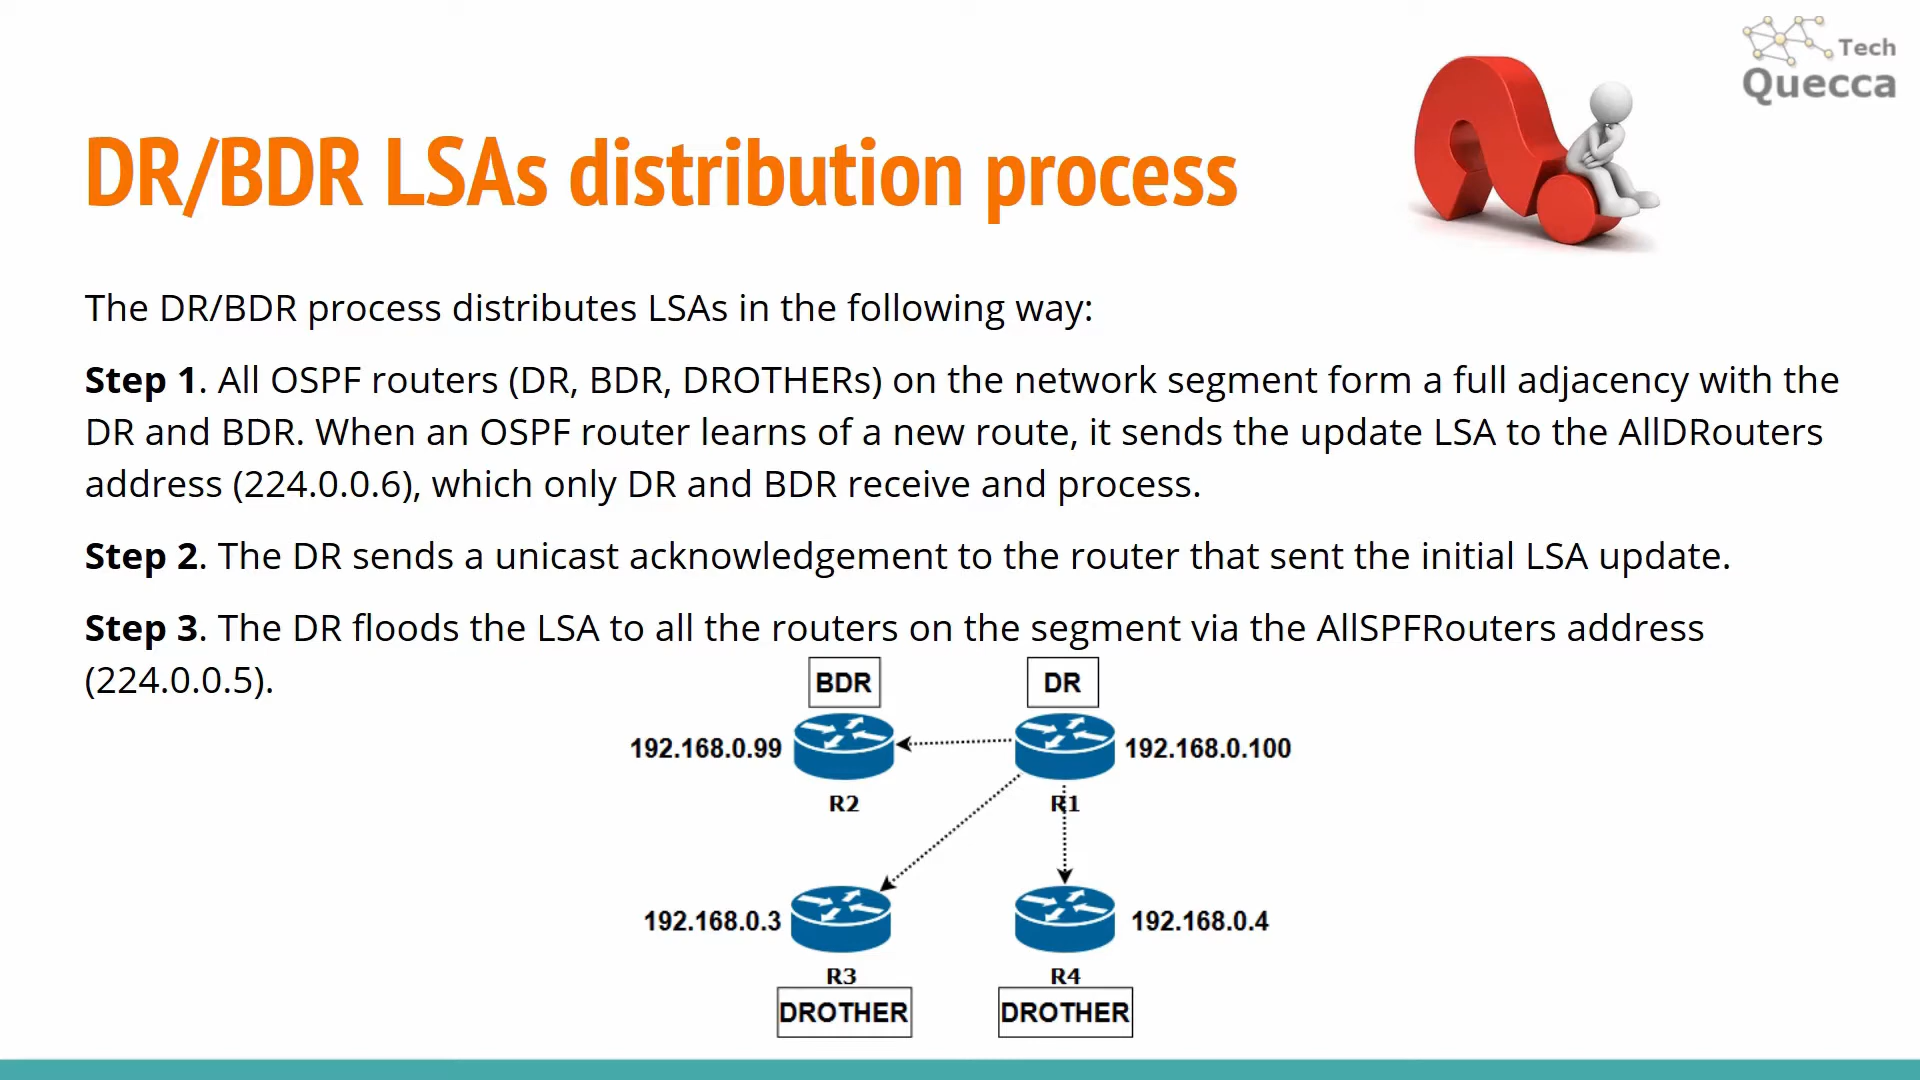 Tech
Quecca
DR/BDR LSAs distribution process
The DR/BDR process distributes LSAs in the following way:
Step 1. All OSPF routers (DR, BDR, DROTHERs) on the network segment form a full adjacency with the
DR and BDR. When an OSPF router learns of a new route, it sends the update LSA to the AllDRouters
address (224.0.0.6), which only DR and BDR receive and process.
Step 2. The DR sends a unicast acknowledgement to the router that sent the initial LSA update.
Step 3. The DR floods the LSA to all the routers on the segment via the AllSPFRouters address
(224.0.0.5).
BDR
DR
192.168.0.99
192.168.0.100
R2
R1
192.168.0.3
192.168.0.4
R3
R4
DROTHER
DROTHER